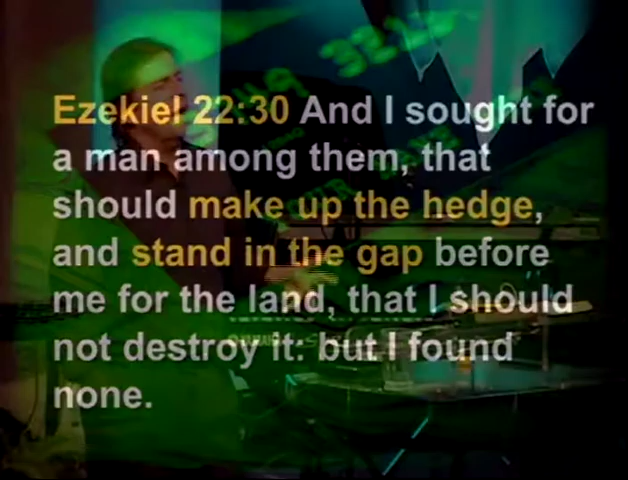 Ezekiel 22:30 And I sought for
a man among them, that
should make up the hedge,
and stand in the gap before
me for the land, that I should
not destroy it: but I found
none.